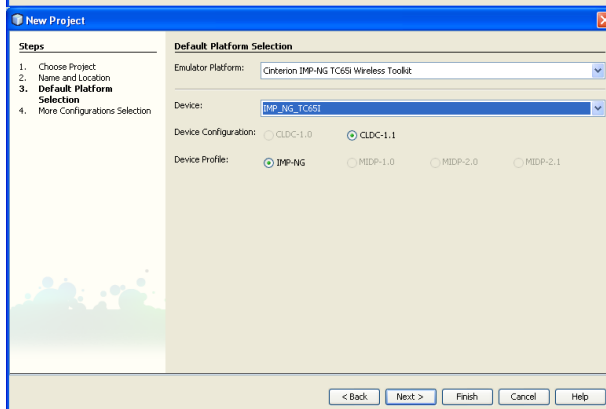 New Project
Steps
1. Choose Project
2. Name and Location
3. Default Platform
Selection
4. More Configurations Selection
Default Platform Selection
Emulator Platform: Cinterion IMP-NG TC65i Wireless Toolkit
Device: IMP_NG_TC65I
Device Configuration: CLDC-1.0 CLDC-1.1
Device Profile: IMP-NG MIDP-1.0 MIDP-2.0 MIDP-2.1
< Back Next > Finish Cancel Help